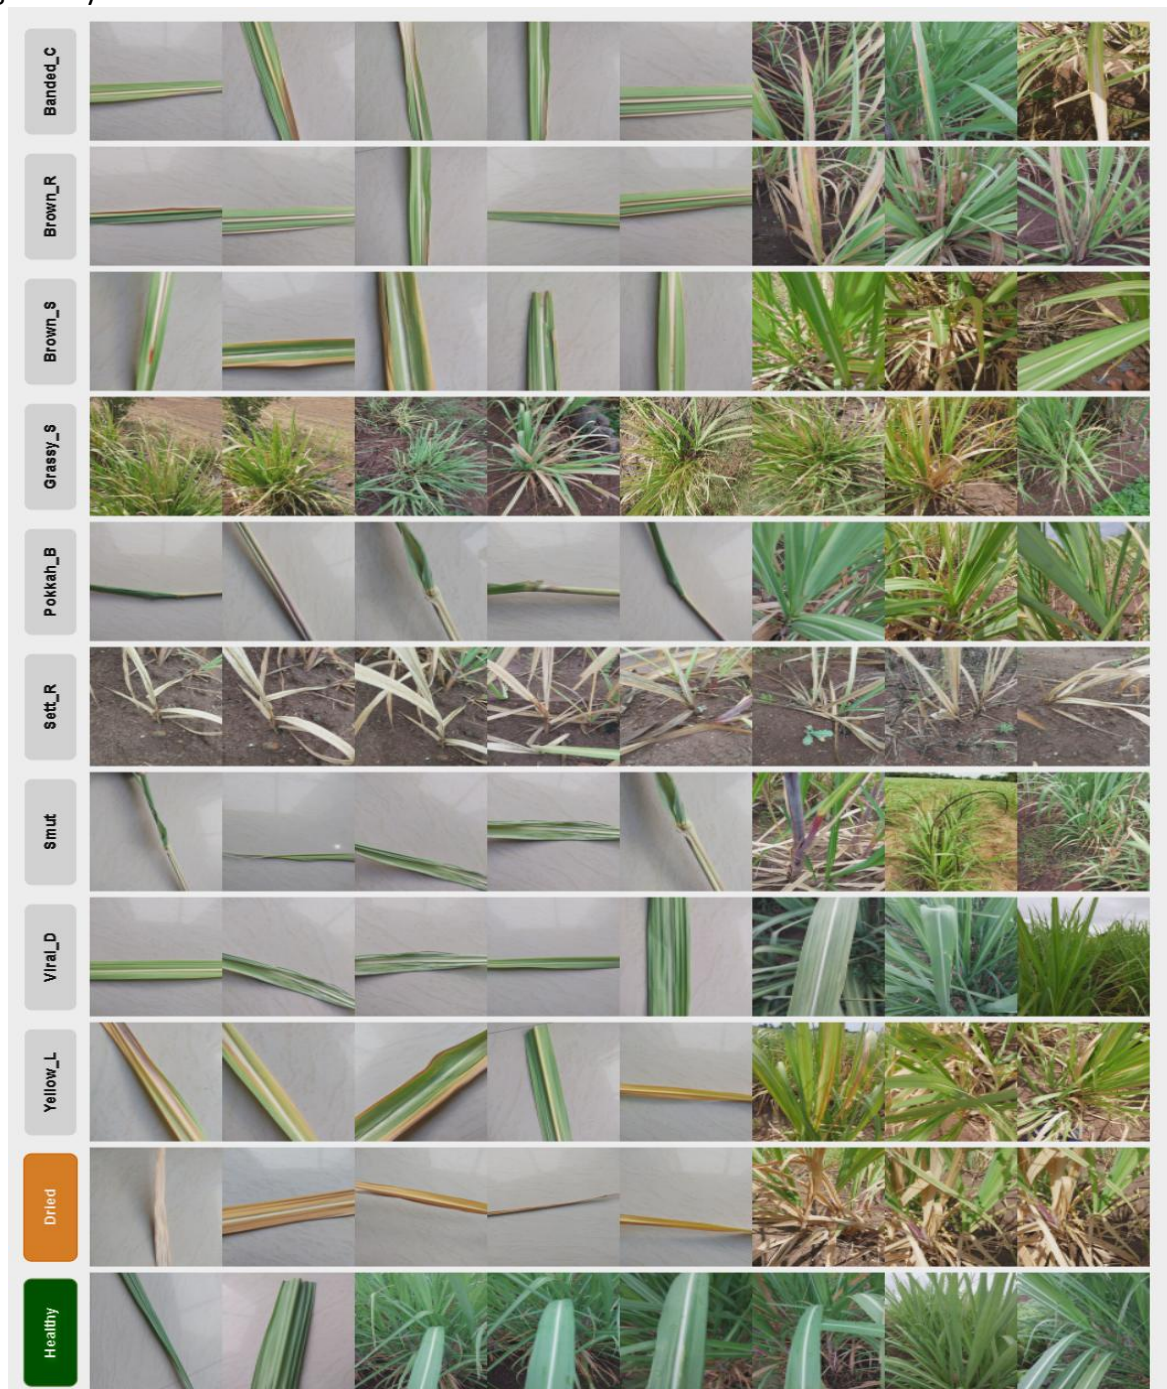 Banded_C
Brown_R
Brown_S
Grassy_S
Pokkah_B
Sett_R
Smut
Viral_D
Yellow_L
Dried
Healthy